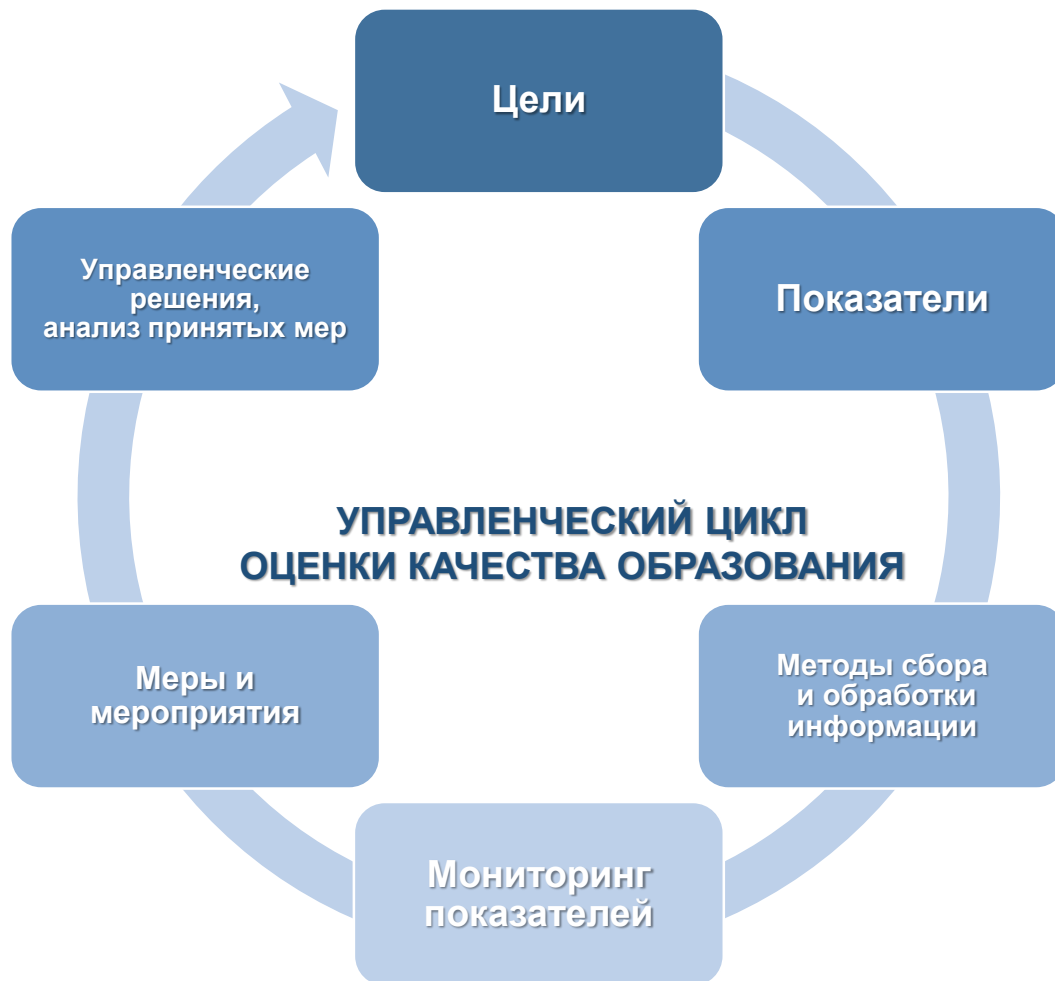 Цели
Показатели
Методы сбора
и обработки
информации
Мониторинг
показателей
Меры и
мероприятия
Управленческие
решения,
анализ принятых мер
УПРАВЛЕНЧЕСКИЙ ЦИКЛ
ОЦЕНКИ КАЧЕСТВА ОБРАЗОВАНИЯ